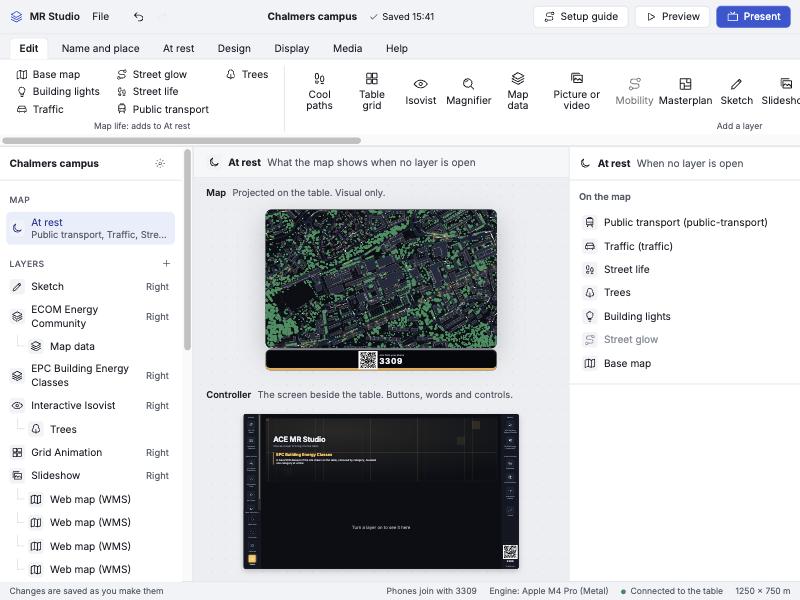 MR Studio
File
Chalmers campus
Saved 15:41
Setup guide
Preview
Present
Edit
Name and place
At rest
Design
Display
Media
Help
Base map
Street glow
Trees
Building lights
Street life
Traffic
Public transport
Map life: adds to At rest
Cool paths
Table grid
Isovist
Magnifier
Map data
Picture or video
Mobility
Masterplan
Sketch
Slidesho
Add a layer
Chalmers campus
MAP
At rest
Public transport, Traffic, Stre...
LAYERS
Sketch
Right
ECOM Energy Community
Right
Map data
EPC Building Energy Classes
Right
Interactive Isovist
Right
Trees
Grid Animation
Right
Slideshow
Right
Web map (WMS)
Web map (WMS)
Web map (WMS)
Web map (WMS)
At rest
What the map shows when no layer is open
Map
Projected on the table. Visual only.
3309
Controller
The screen beside the table. Buttons, words and controls.
ACE MR Studio
EPC Building Energy Classes
Turn a layer on to see it here
At rest
When no layer is open
On the map
Public transport (public-transport)
Traffic (traffic)
Street life
Trees
Building lights
Street glow
Base map
Changes are saved as you make them
Phones join with 3309
Engine: Apple M4 Pro (Metal)
Connected to the table
1250 × 750 m